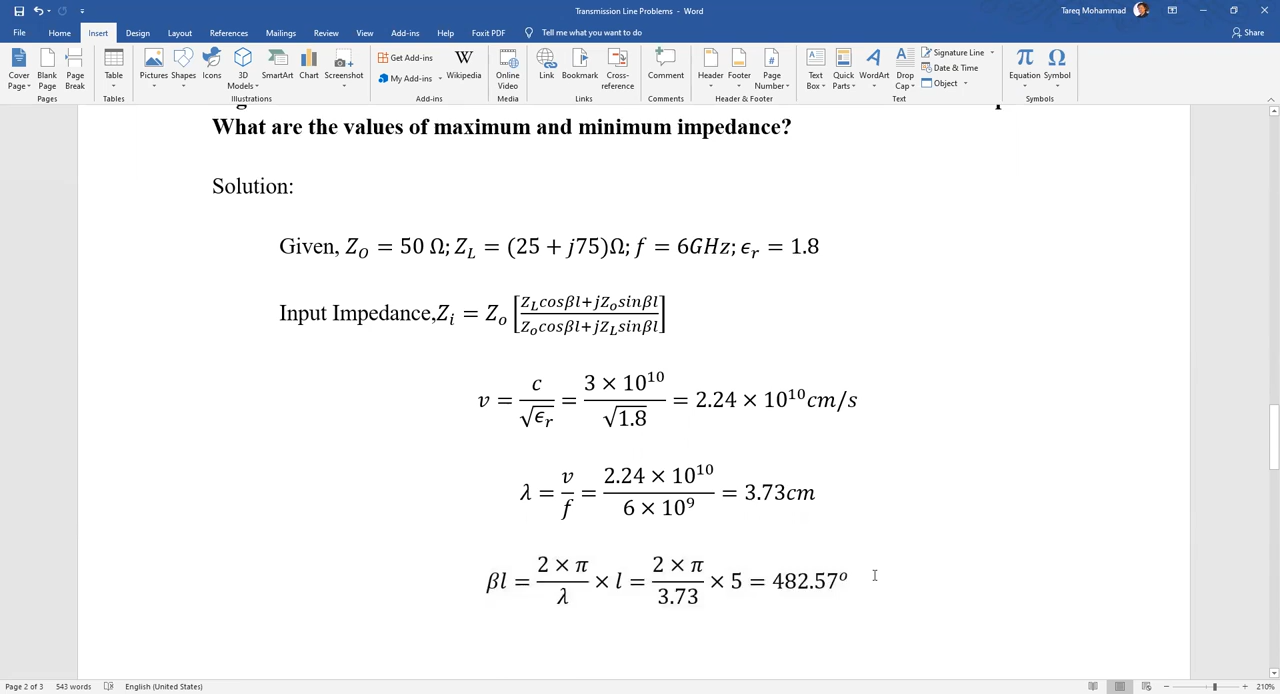 Transmission Line Problems - Word
Tareq Mohammad
File Home Insert Design Layout References Mailings Review View Add-ins Help Foxit PDF Tell me what you want to do Share
Cover Page Blank Page Page Break Table Pictures Shapes Icons 3D Models SmartArt Chart Screenshot Get Add-ins My Add-ins Wikipedia Online Video Link Bookmark Cross-reference Comment Header Footer Page Number Text Box Quick Parts WordArt Drop Cap Signature Line Date & Time Object Equation Symbol
Pages Tables Illustrations Add-ins Media Links Comments Header & Footer Text Symbols
What are the values of maximum and minimum impedance?
Solution:
Given, Z_O = 50 Ω; Z_L = (25 + j75)Ω; f = 6GHz; ϵ_r = 1.8
Input Impedance, Z_i = Z_o [(Z_L cosβl + jZ_o sinβl) / (Z_o cosβl + jZ_L sinβl)]
v = c / √ϵ_r = (3 × 10^10) / √1.8 = 2.24 × 10^10 cm/s
λ = v / f = (2.24 × 10^10) / (6 × 10^9) = 3.73cm
βl = (2 × π) / λ × l = (2 × π) / 3.73 × 5 = 482.57^o
Page 2 of 3 543 words English (United States) 210%